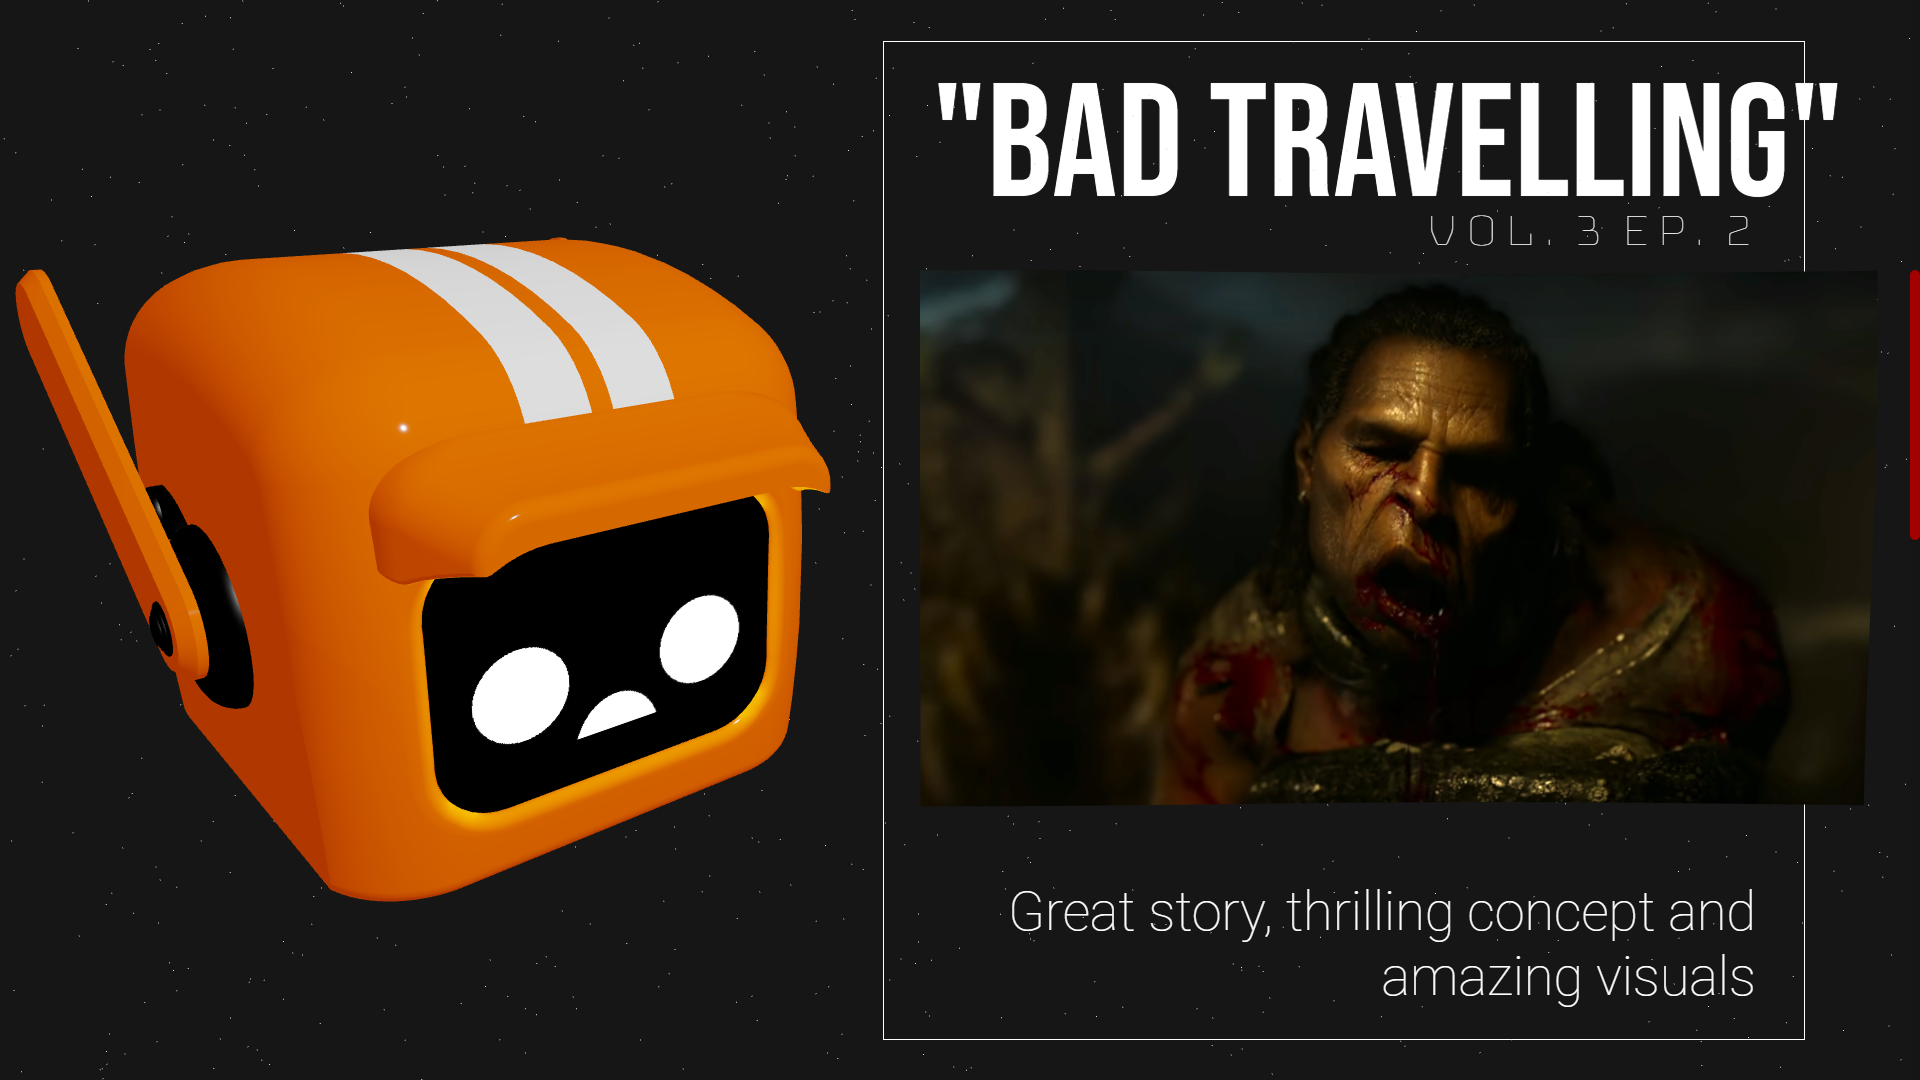 "BAD TRAVELLING"
VOL. 3 EP. 2
Great story, thrilling concept and
amazing visuals